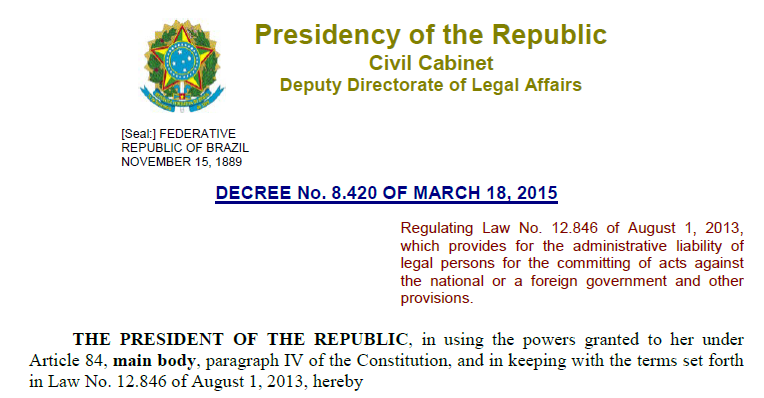 Presidency of the Republic
Civil Cabinet
Deputy Directorate of Legal Affairs
[Seal:] FEDERATIVE
REPUBLIC OF BRAZIL
NOVEMBER 15, 1889
DECREE No. 8.420 OF MARCH 18, 2015
Regulating Law No. 12.846 of August 1, 2013,
which provides for the administrative liability of
legal persons for the committing of acts against
the national or a foreign government and other
provisions.
THE PRESIDENT OF THE REPUBLIC, in using the powers granted to her under
Article 84, main body, paragraph IV of the Constitution, and in keeping with the terms set forth
in Law No. 12.846 of August 1, 2013, hereby